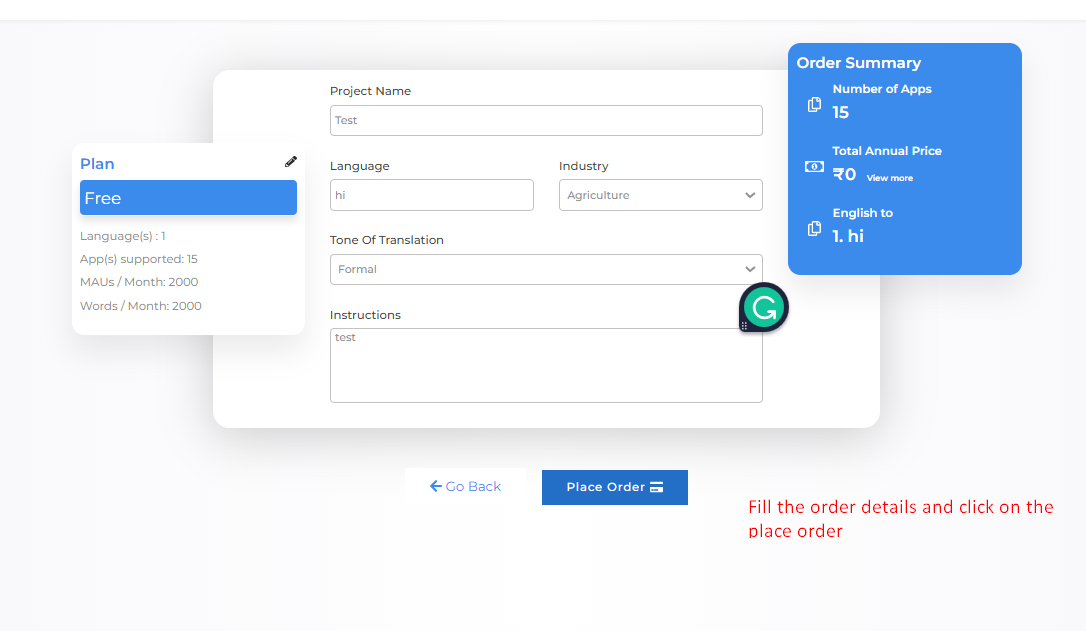 Project Name
Test
Language
Industry
hi
Agriculture
Tone Of Translation
Formal
Instructions
test
Plan
Free
Language(s) : 1
App(s) supported: 15
MAUs / Month: 2000
Words / Month: 2000
Order Summary
Number of Apps
15
Total Annual Price
₹0 View more
English to
1. hi
Go Back
Place Order
Fill the order details and click on the
place order